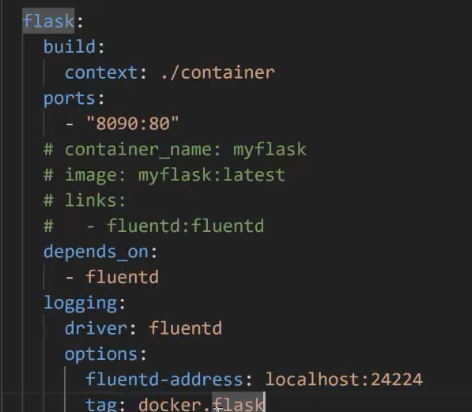 flask:
build:
context: ./container
ports:
- "8090:80"
# container_name: myflask
# image: myflask:latest
# links:
#   - fluentd:fluentd
depends_on:
- fluentd
logging:
driver: fluentd
options:
fluentd-address: localhost:24224
tag: docker.flask